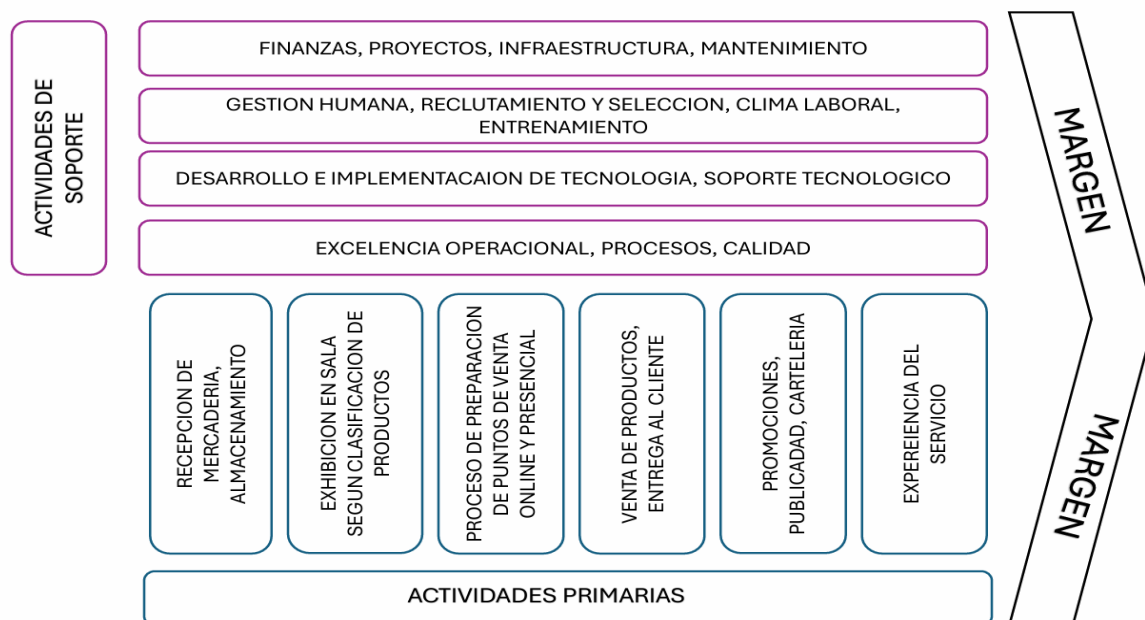 ACTIVIDADES DE
SOPORTE
FINANZAS, PROYECTOS, INFRAESTRUCTURA, MANTENIMIENTO
GESTION HUMANA, RECLUTAMIENTO Y SELECCION, CLIMA LABORAL,
ENTRENAMIENTO
DESARROLLO E IMPLEMENTACAION DE TECNOLOGIA, SOPORTE TECNOLOGICO
EXCELENCIA OPERACIONAL, PROCESOS, CALIDAD
MARGEN
RECEPCION DE
MERCADERIA,
ALMACENAMIENTO
EXHIBICION EN SALA
SEGUN CLASIFICACION DE
PRODUCTOS
PROCESO DE PREPARACION
DE PUNTOS DE VENTA
ONLINE Y PRESENCIAL
VENTA DE PRODUCTOS,
ENTREGA AL CLIENTE
PROMOCIONES,
PUBLICADAD, CARTELERIA
EXPEREIENCIA DEL
SERVICIO
MARGEN
ACTIVIDADES PRIMARIAS